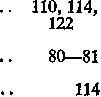 . . 110, 114,
122
. . 80—81
. . 114